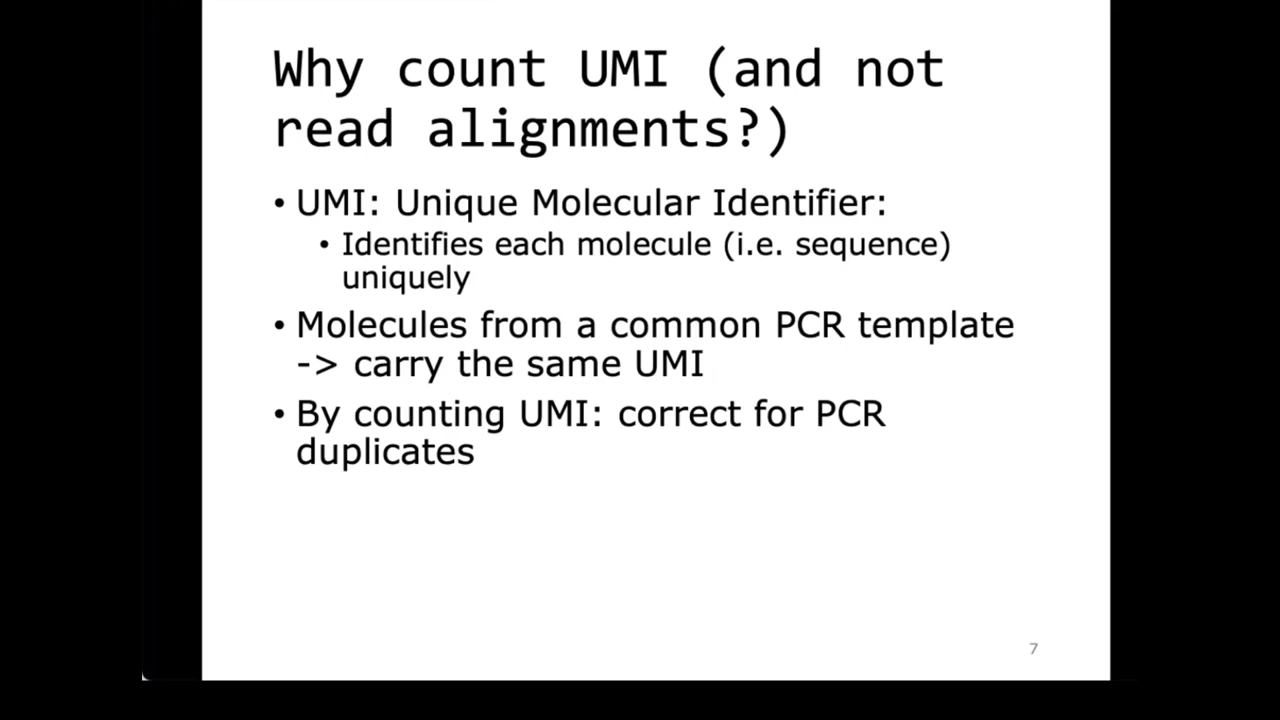 Why count UMI (and not
read alignments?)
• UMI: Unique Molecular Identifier:
• Identifies each molecule (i.e. sequence)
uniquely
• Molecules from a common PCR template
-> carry the same UMI
• By counting UMI: correct for PCR
duplicates
7